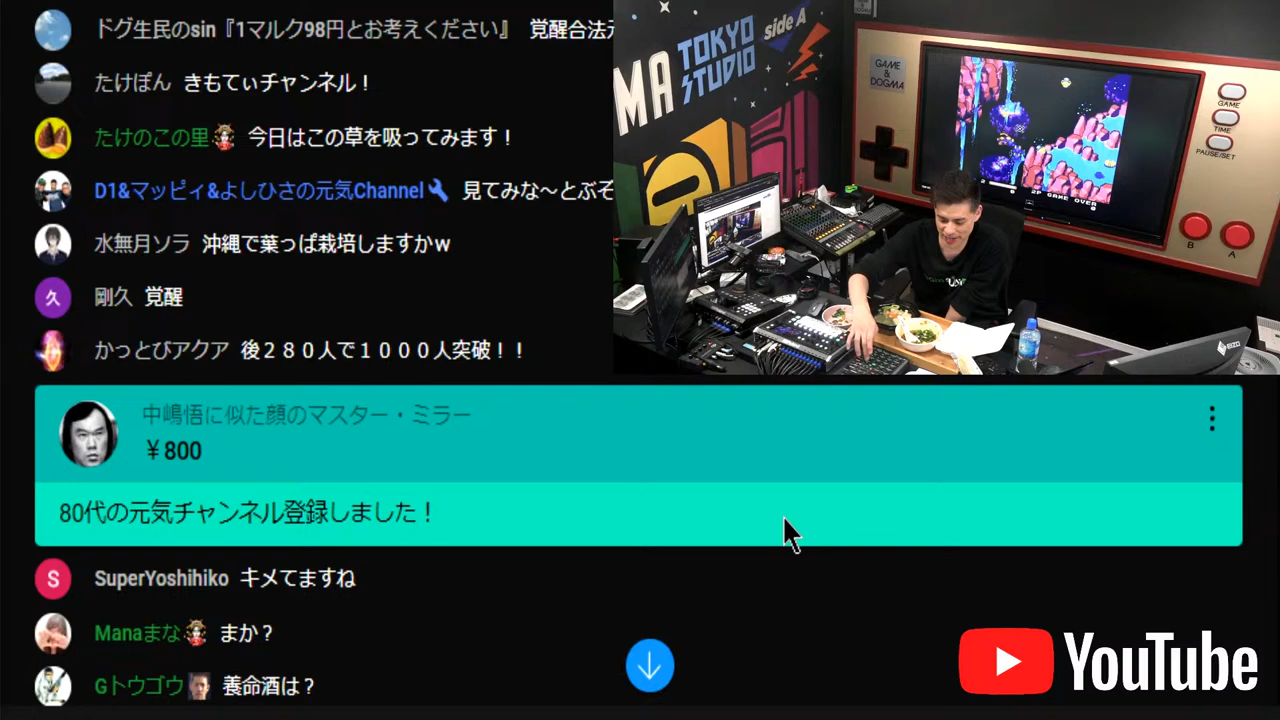 ドグ生民のsin『1マルク98円とお考えください』 覚醒合法元
たけぽん きもてぃチャンネル！
たけのこの里 今日はこの草を吸ってみます！
D1&マッピィ&よしひさの元気Channel 見てみな〜とぶぞ
水無月ソラ 沖縄で葉っぱ栽培しますかｗ
久 剛久 覚醒
かっとびアクア 後２８０人で１０００人突破！！
中嶋悟に似た顔のマスター・ミラー
￥800
80代の元気チャンネル登録しました！
S SuperYoshihiko キメてますね
Manaまな まか？
Gトウゴウ 養命酒は？
MA TOKYO STUDIO side A
GAME & DOGMA
GAME
TIME
PAUSE/SET
2P GAME OVER
B
A
EIZO
YouTube